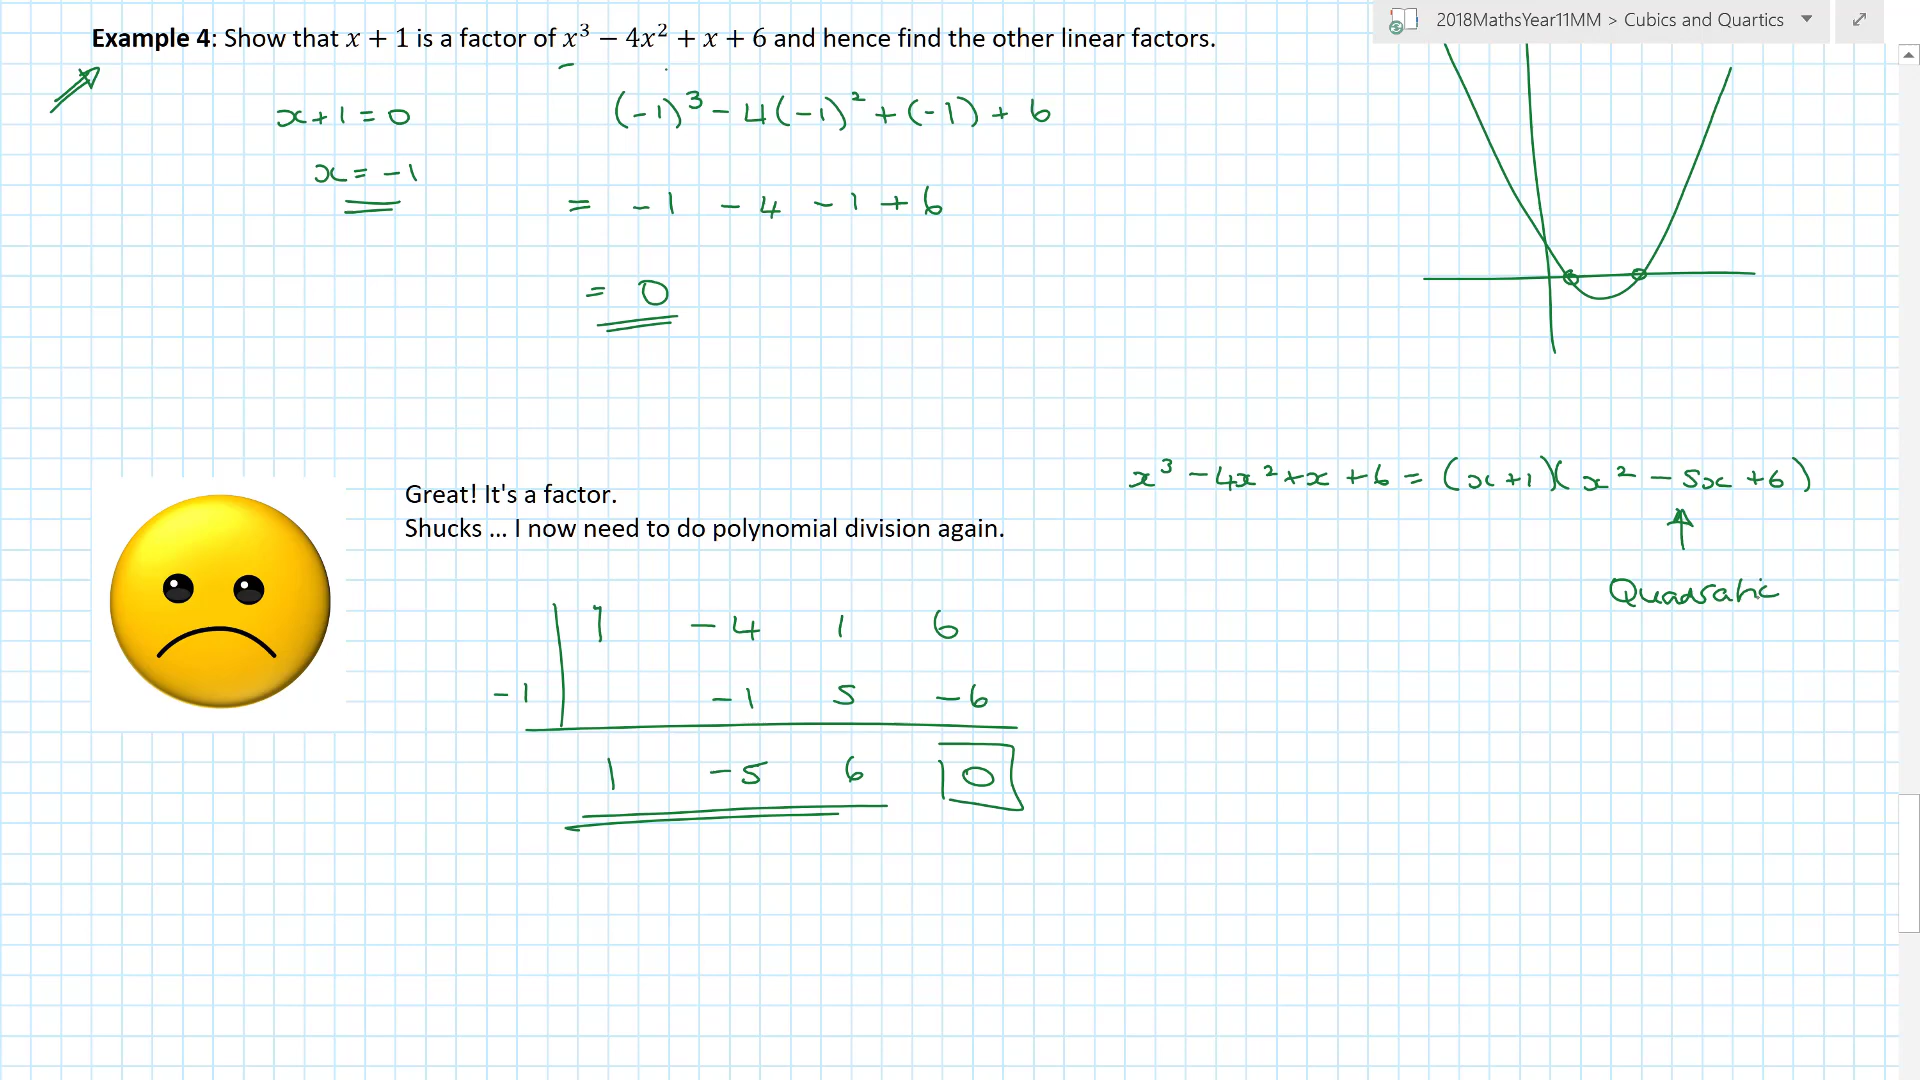 2018MathsYear11MM > Cubics and Quartics
Example 4: Show that x + 1 is a factor of x³ − 4x² + x + 6 and hence find the other linear factors.
x+1=0
x=-1
(-1)³ - 4(-1)² + (-1) + 6
= -1 -4 -1 +6
= 0
Great! It's a factor.
Shucks ... I now need to do polynomial division again.
x³ -4x²+x +6 = (x+1)(x² -5x +6)
Quadratic
1 -4 1 6
-1 -1 5 -6
1 -5 6 0